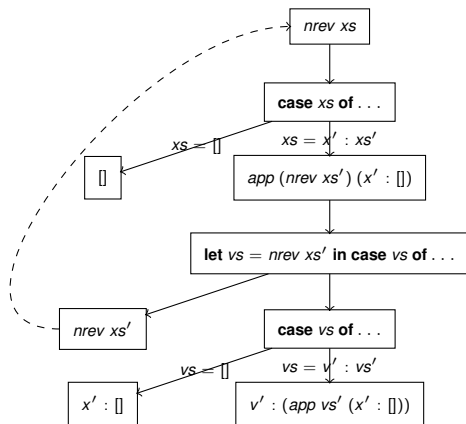 nrev xs
case xs of . . .
xs = [] xs = x′ : xs′
[] app (nrev xs′) (x′ : [])
let vs = nrev xs′ in case vs of . . .
nrev xs′ case vs of . . .
vs = [] vs = v′ : vs′
x′ : [] v′ : (app vs′ (x′ : []))